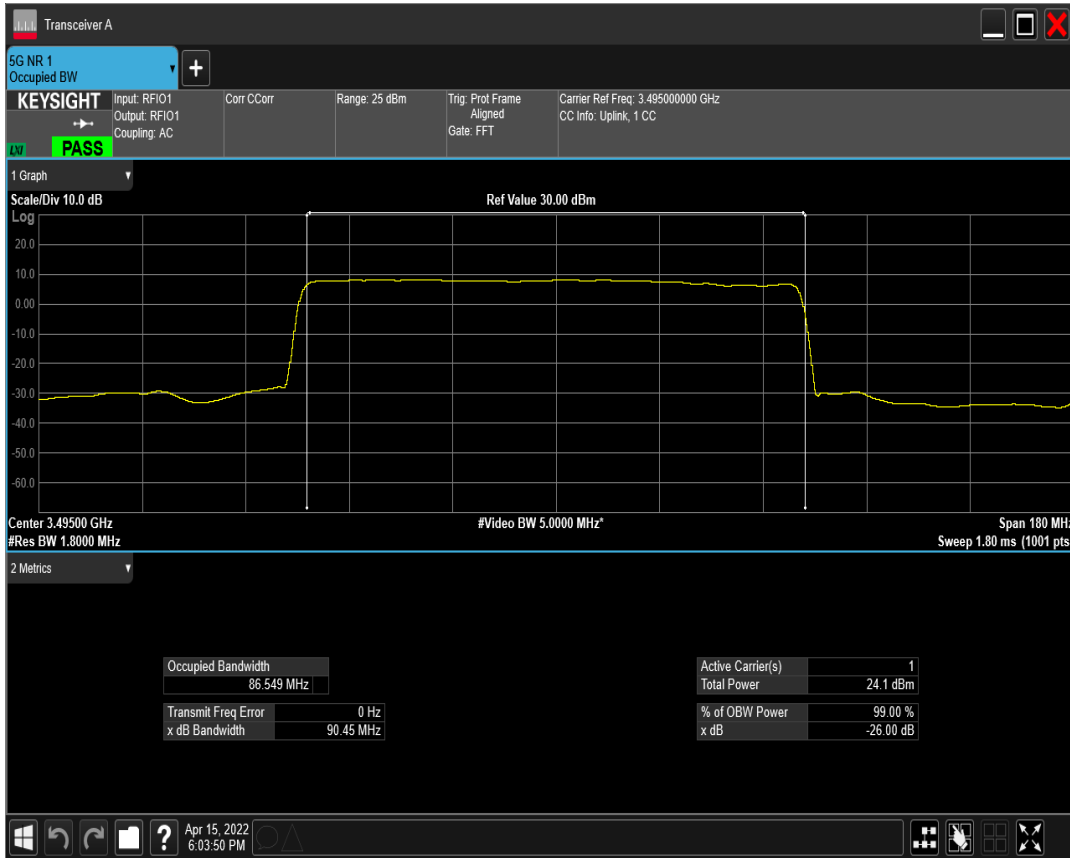 Transceiver A
5G NR 1
Occupied BW
KEYSIGHT
LXI
PASS
Input: RFIO1
Output: RFIO1
Coupling: AC
Corr CCorr
Range: 25 dBm
Trig: Prot Frame
Aligned
Gate: FFT
Carrier Ref Freq: 3.495000000 GHz
CC Info: Uplink, 1 CC
1 Graph
Scale/Div 10.0 dB
Ref Value 30.00 dBm
Log
20.0
10.0
0.00
-10.0
-20.0
-30.0
-40.0
-50.0
-60.0
Center 3.49500 GHz
#Video BW 5.0000 MHz*
Span 180 MHz
#Res BW 1.8000 MHz
Sweep 1.80 ms (1001 pts
2 Metrics
Occupied Bandwidth
86.549 MHz
Transmit Freq Error 0 Hz
x dB Bandwidth 90.45 MHz
Active Carrier(s) 1
Total Power 24.1 dBm
% of OBW Power 99.00 %
x dB -26.00 dB
?
Apr 15, 2022
6:03:50 PM